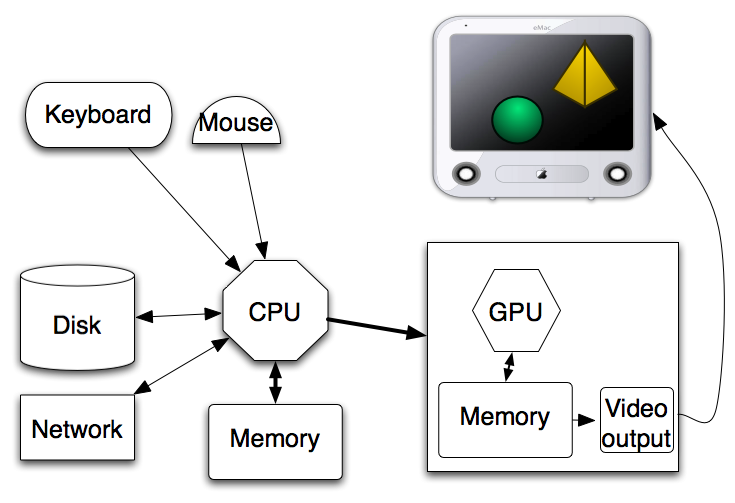 eMac
Keyboard
Mouse
Disk
CPU
GPU
Network
Memory
Memory
Video
output